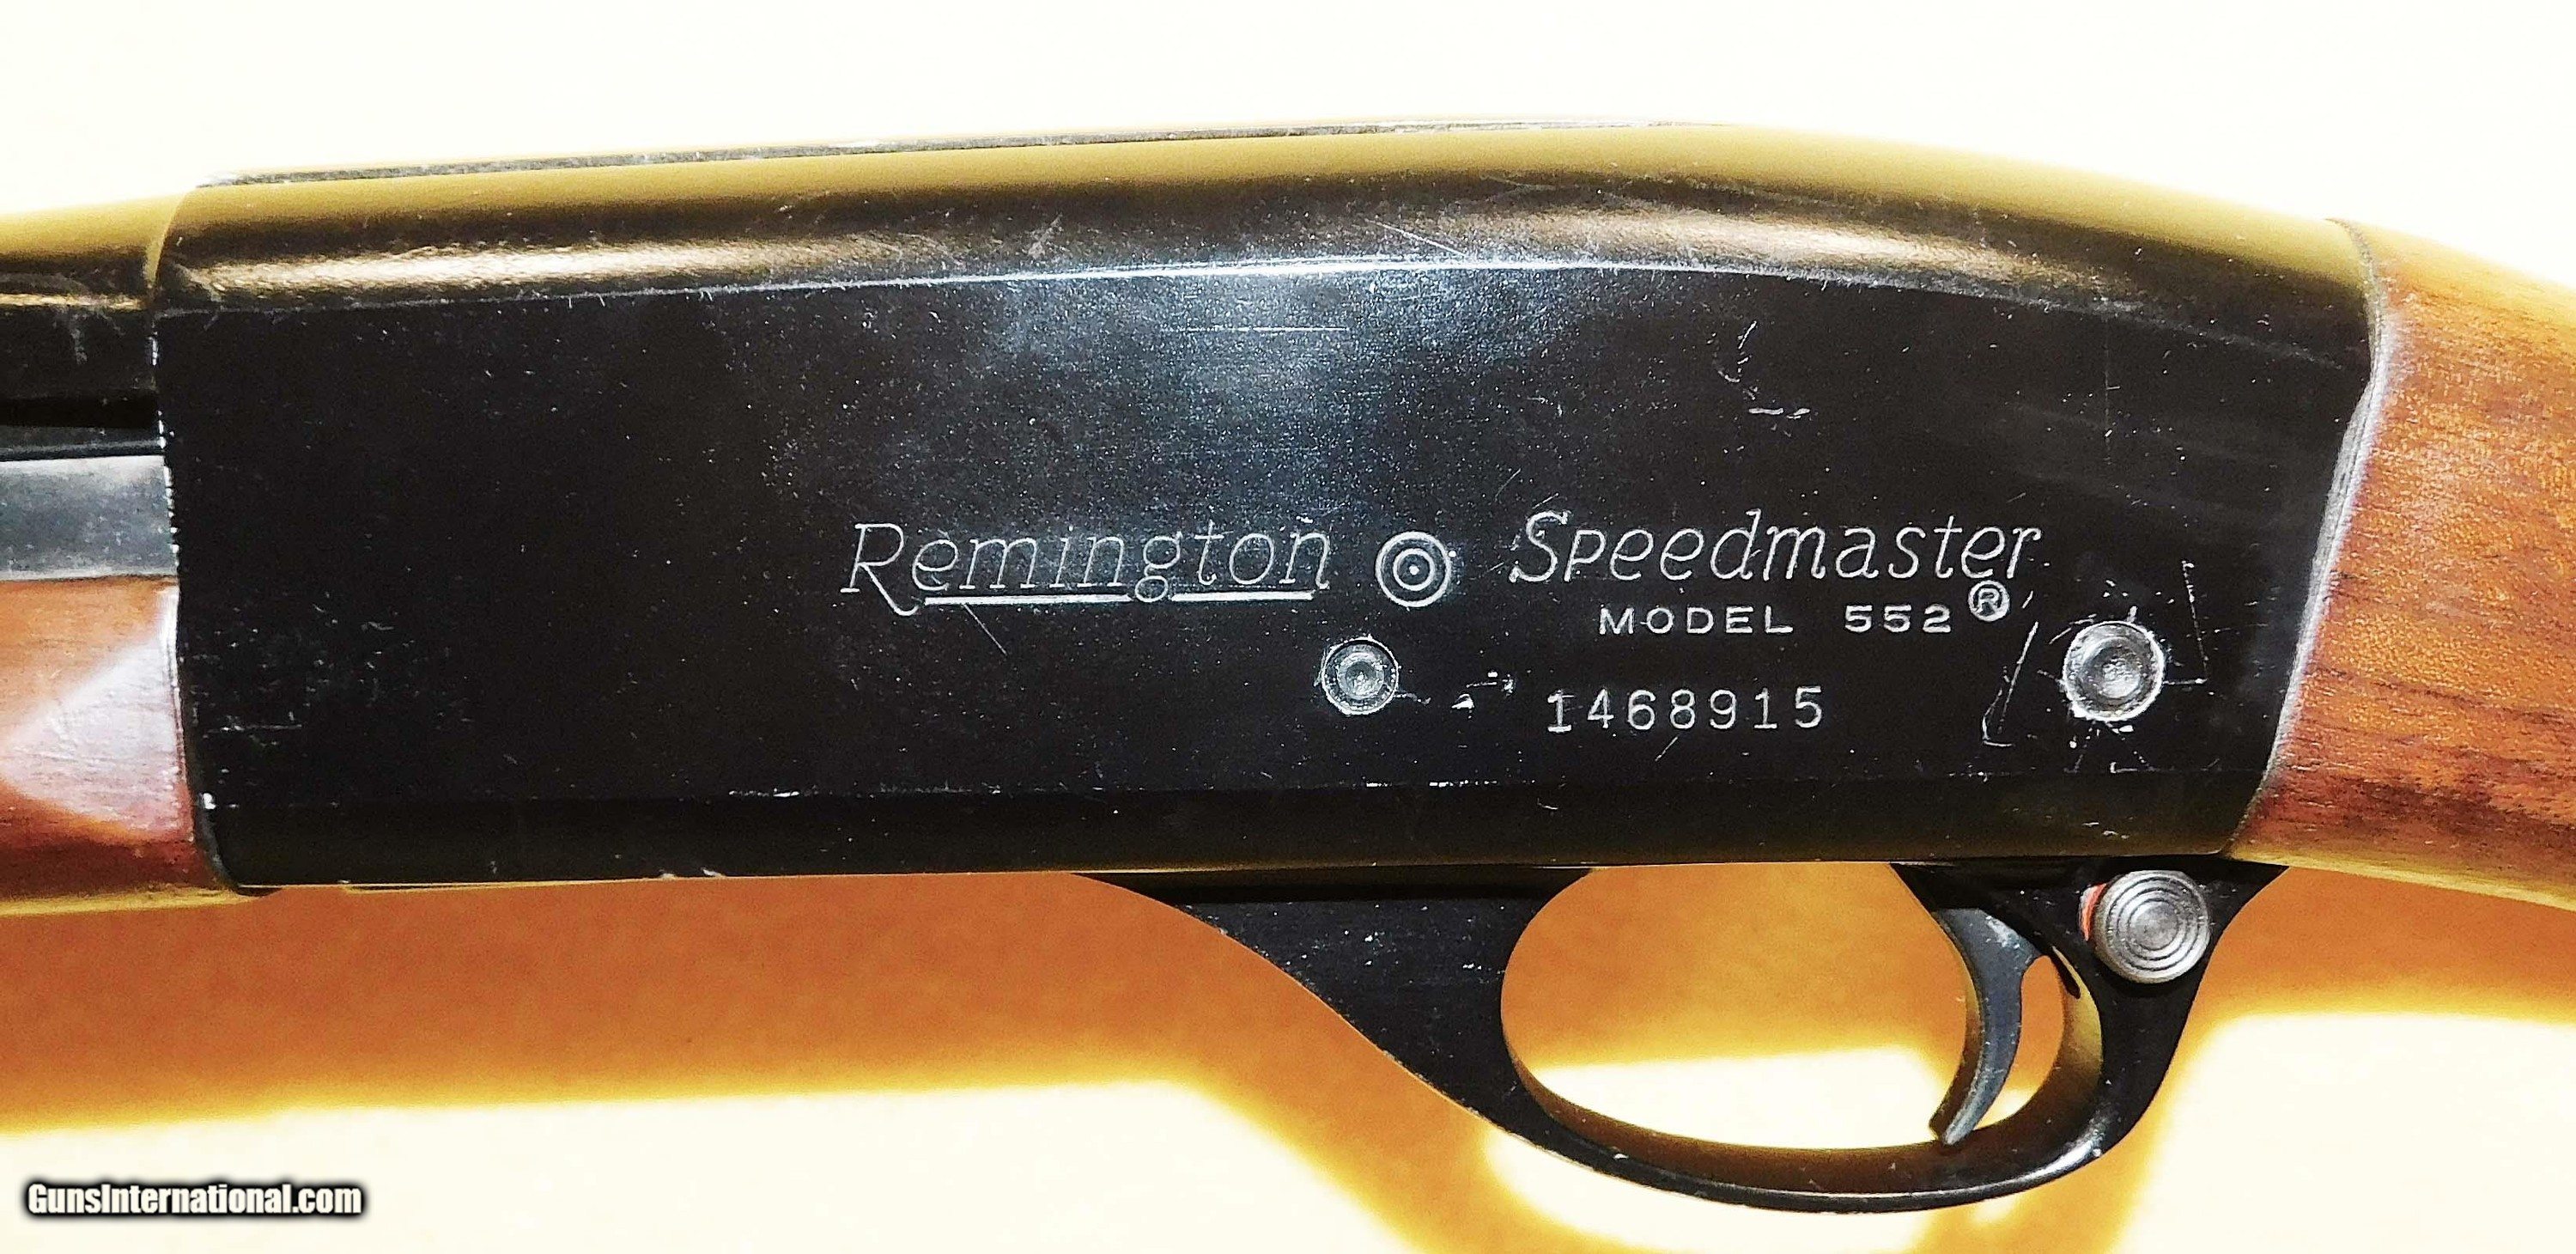 Remington Speedmaster
MODEL 552®
1468915
GunsInternational.com